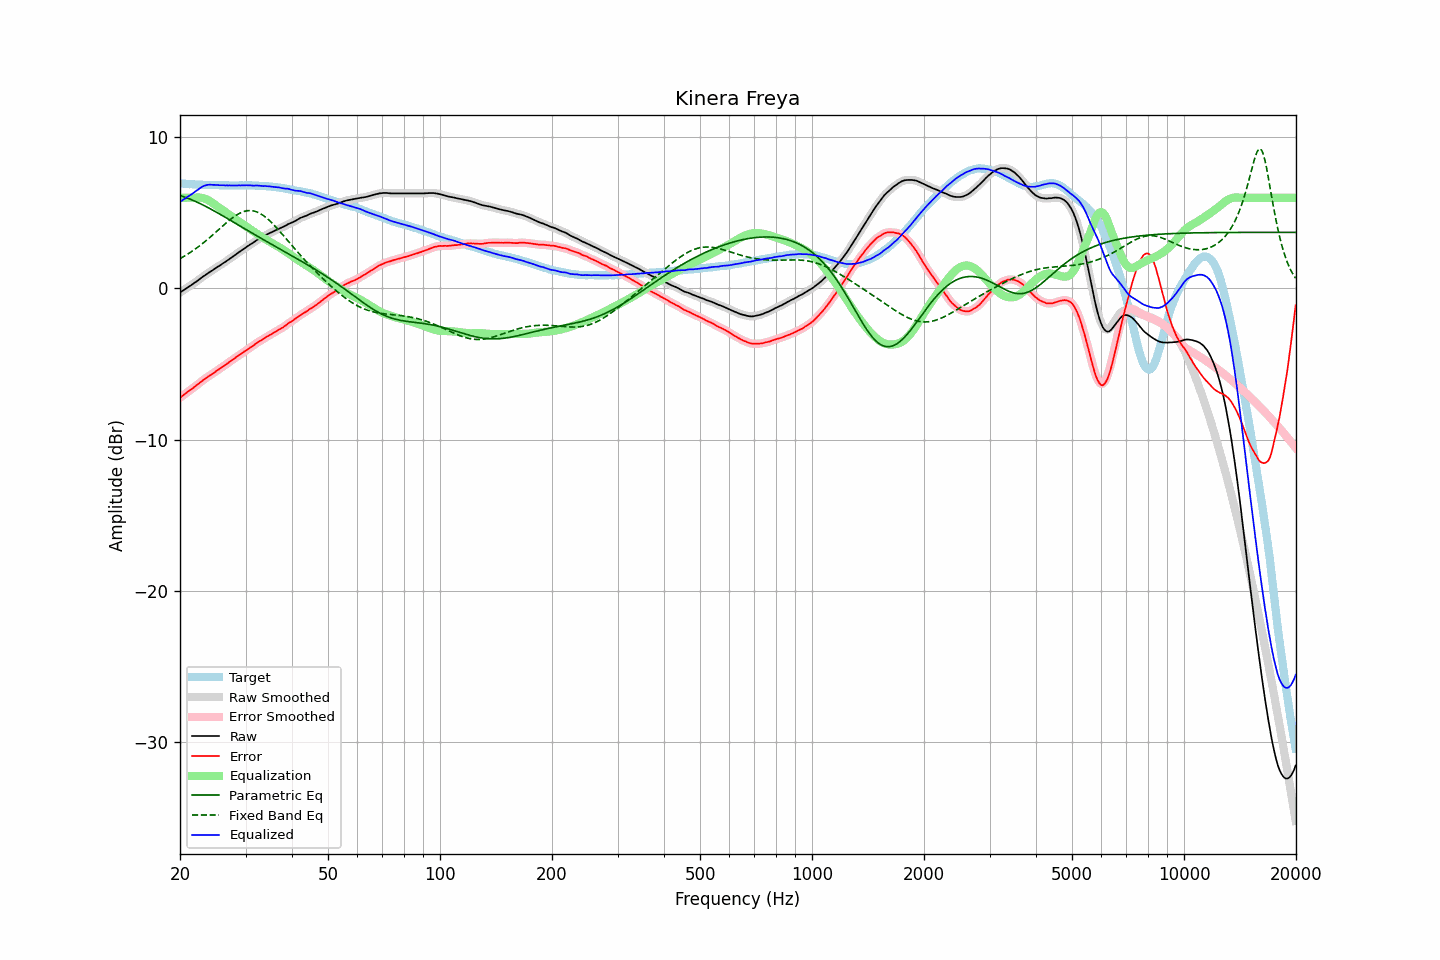 Kinera Freya
10
0
−10
−20
−30
Amplitude (dBr)
Target
Raw Smoothed
Error Smoothed
Raw
Error
Equalization
Parametric Eq
Fixed Band Eq
Equalized
20 50 100 200 500 1000 2000 5000 10000 20000
Frequency (Hz)